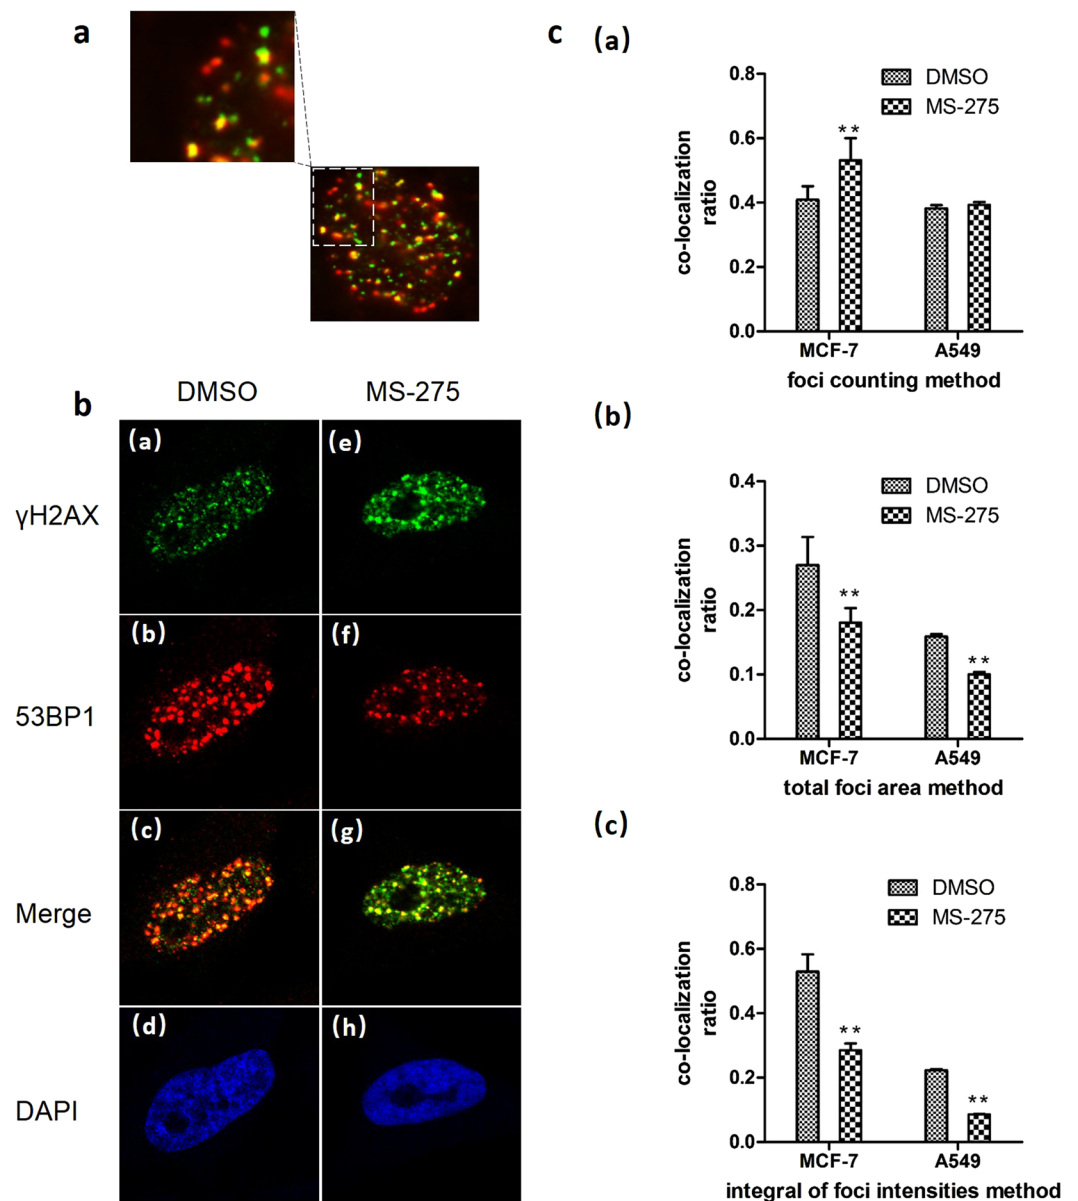 a
b
DMSO MS-275
γH2AX
(a) (e)
53BP1
(b) (f)
Merge
(c) (g)
DAPI
(d) (h)
c
(a)
co-localization
ratio
0.8
0.6
0.4
0.2
0.0
DMSO
MS-275
**
MCF-7 A549
foci counting method
(b)
co-localization
ratio
0.4
0.3
0.2
0.1
0.0
DMSO
MS-275
**
**
MCF-7 A549
total foci area method
(c)
co-localization
ratio
0.8
0.6
0.4
0.2
0.0
DMSO
MS-275
**
**
MCF-7 A549
integral of foci intensities method